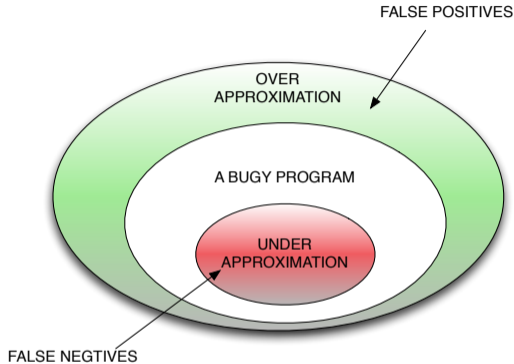 FALSE POSITIVES
OVER
APPROXIMATION
A BUGY PROGRAM
UNDER
APPROXIMATION
FALSE NEGTIVES